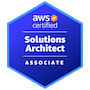 aws
certified
Solutions
Architect
ASSOCIATE